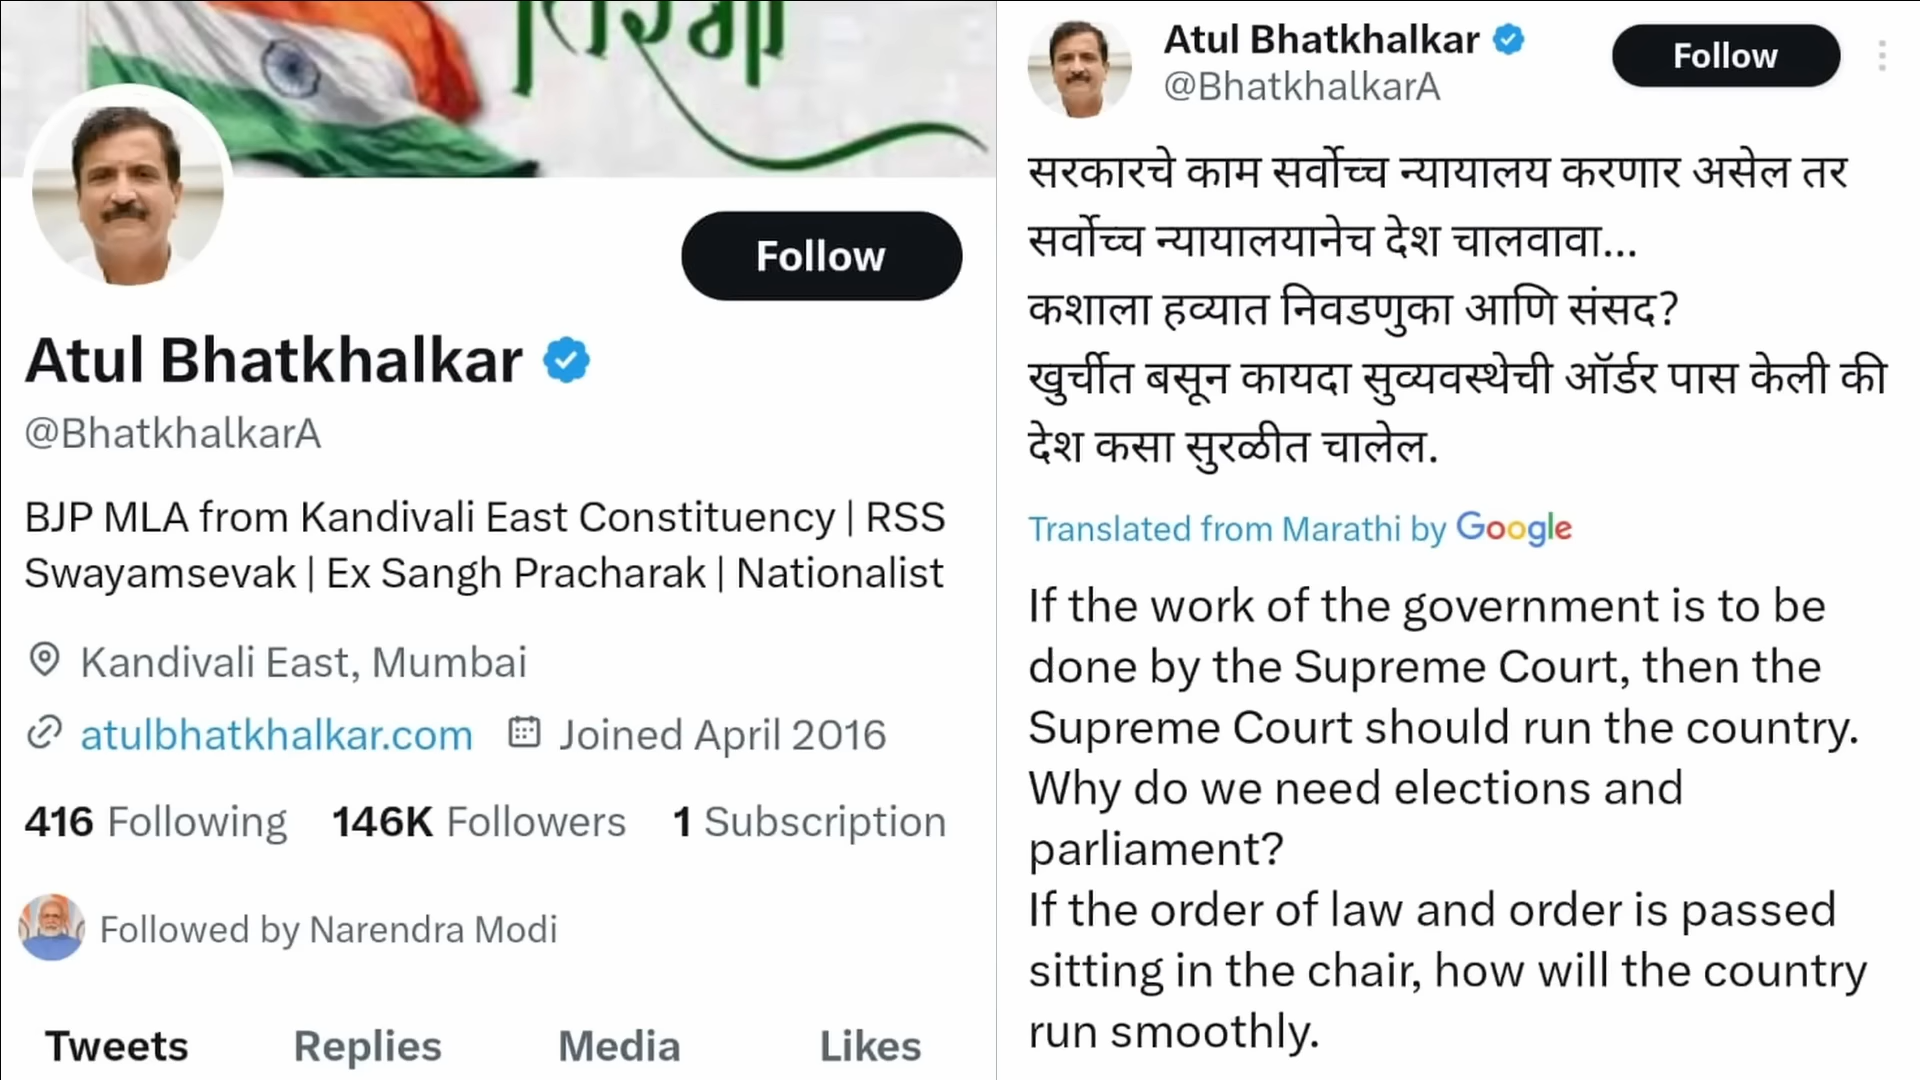 तिरंगा
Follow
Atul Bhatkhalkar
@BhatkhalkarA
BJP MLA from Kandivali East Constituency | RSS
Swayamsevak | Ex Sangh Pracharak | Nationalist
Kandivali East, Mumbai
atulbhatkhalkar.com Joined April 2016
416 Following 146K Followers 1 Subscription
Followed by Narendra Modi
Tweets Replies Media Likes
Atul Bhatkhalkar
@BhatkhalkarA
Follow
सरकारचे काम सर्वोच्च न्यायालय करणार असेल तर
सर्वोच्च न्यायालयानेच देश चालवावा...
कशाला हव्यात निवडणुका आणि संसद?
खुर्चीत बसून कायदा सुव्यवस्थेची ऑर्डर पास केली की
देश कसा सुरळीत चालेल.
Translated from Marathi by Google
If the work of the government is to be
done by the Supreme Court, then the
Supreme Court should run the country.
Why do we need elections and
parliament?
If the order of law and order is passed
sitting in the chair, how will the country
run smoothly.